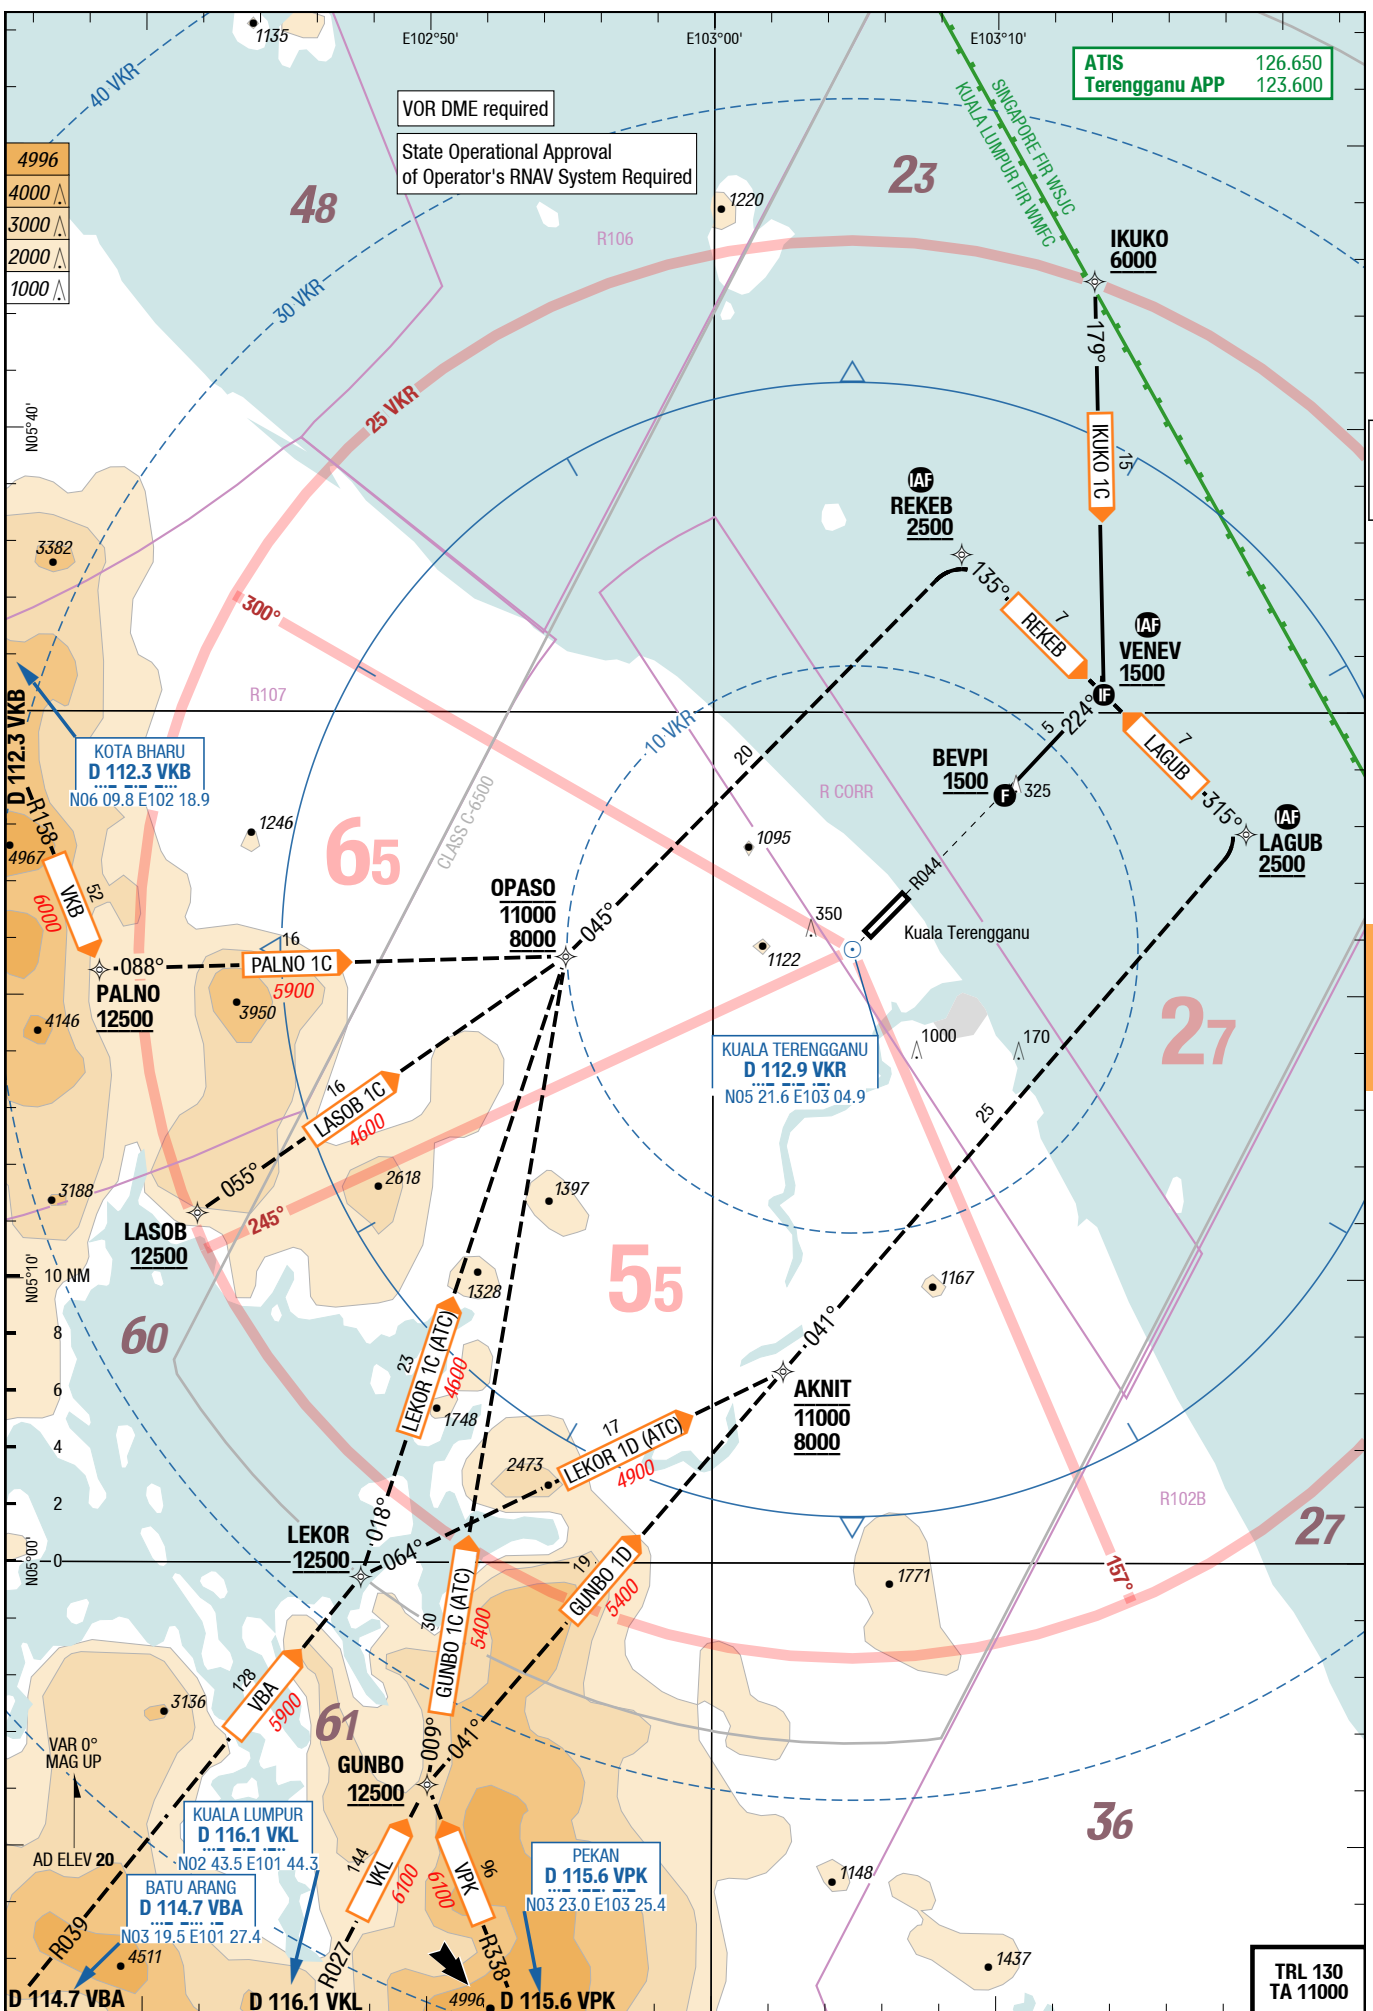 1135
E102°50'
E103°00'
E103°10'
ATIS 126.650
Terengganu APP 123.600
40 VKR
VOR DME required
State Operational Approval
of Operator's RNAV System Required
SINGAPORE FIR WSJC
KUALA LUMPUR FIR WMFC
4996
4000
3000
2000
1000
48
23
1220
R106
IKUKO
6000
30 VKR
179°
25 VKR
N05°40'
IKUKO 1C
15
IAF
REKEB
2500
3382
135°
7
REKEB
300°
IAF
VENEV
1500
IF
R107
D 112.3 VKB
10 VKR
224°
5
7
LAGUB
315°
KOTA BHARU
D 112.3 VKB
N06 09.8 E102 18.9
20
BEVPI
1500
F
325
R CORR
CLASS C-6500
R158
1246
4967
65
1095
IAF
LAGUB
2500
VKB
52
6000
OPASO
11000
8000
045°
R044
350
Kuala Terengganu
1122
16
088°
PALNO 1C
5900
PALNO
12500
3950
4146
27
1000
170
KUALA TERENGGANU
D 112.9 VKR
N05 21.6 E103 04.9
16
LASOB 1C
4600
25
055°
3188
2618
1397
245°
LASOB
12500
N05°10'
10 NM
8
6
4
2
0
1328
55
1167
60
041°
LEKOR 1C (ATC)
23
4600
AKNIT
11000
8000
1748
17
LEKOR 1D (ATC)
4900
2473
R102B
27
018°
LEKOR
12500
064°
N05°00'
19
GUNBO 1D
5400
1771
157°
GUNBO 1C (ATC)
30
5400
128
VBA
5900
3136
61
009°
041°
VAR 0°
MAG UP
GUNBO
12500
36
KUALA LUMPUR
D 116.1 VKL
N02 43.5 E101 44.3
144
VKL
6100
VPK
96
6100
PEKAN
D 115.6 VPK
N03 23.0 E103 25.4
AD ELEV 20
1148
BATU ARANG
D 114.7 VBA
N03 19.5 E101 27.4
R039
4511
R027
R338
1437
TRL 130
TA 11000
D 114.7 VBA
D 116.1 VKL
4996
D 115.6 VPK